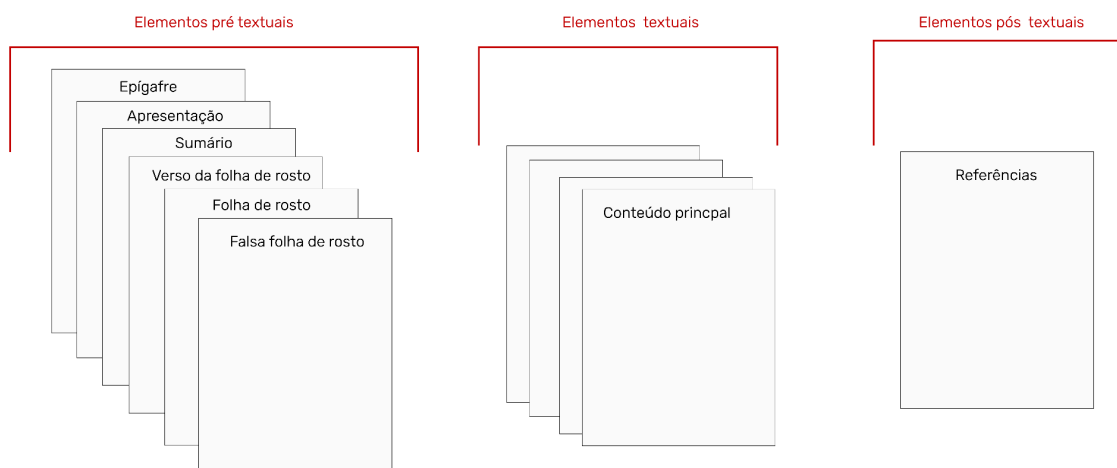 Elementos pré textuais
Epígafre
Apresentação
Sumário
Verso da folha de rosto
Folha de rosto
Falsa folha de rosto
Elementos textuais
Conteúdo princpal
Elementos pós textuais
Referências